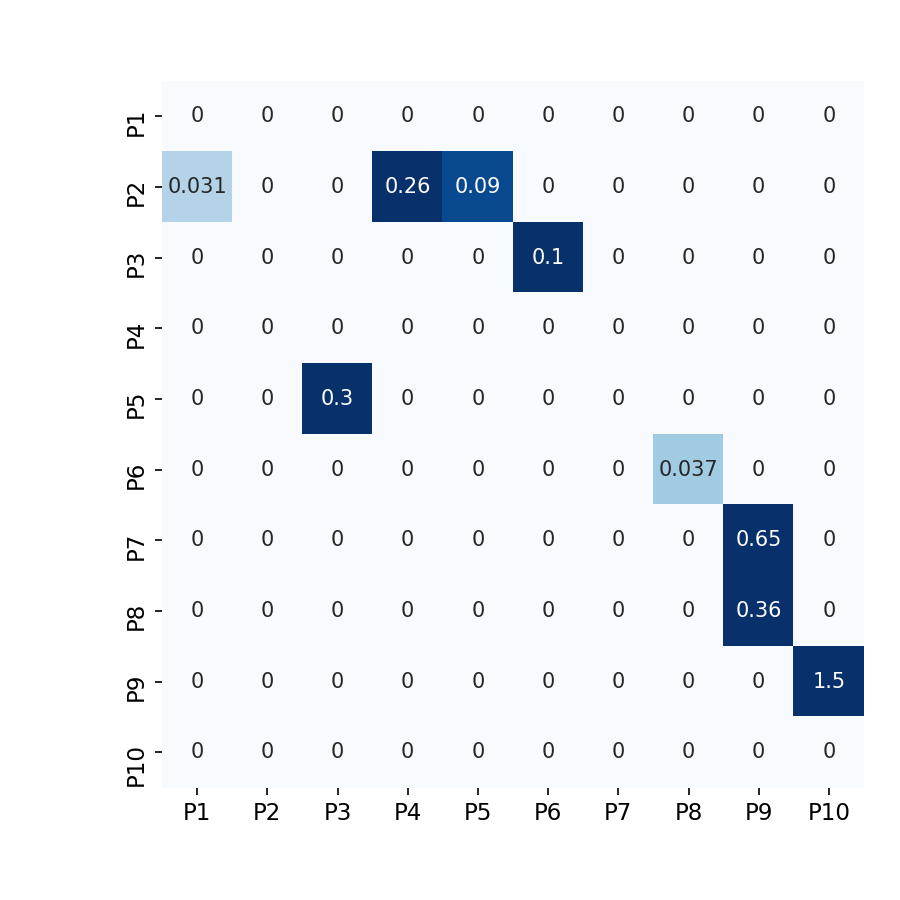 P1 0 0 0 0 0 0 0 0 0 0
P2 0.031 0 0 0.26 0.09 0 0 0 0 0
P3 0 0 0 0 0 0.1 0 0 0 0
P4 0 0 0 0 0 0 0 0 0 0
P5 0 0 0.3 0 0 0 0 0 0 0
P6 0 0 0 0 0 0 0 0.037 0 0
P7 0 0 0 0 0 0 0 0 0.65 0
P8 0 0 0 0 0 0 0 0 0.36 0
P9 0 0 0 0 0 0 0 0 0 1.5
P10 0 0 0 0 0 0 0 0 0 0
P1 P2 P3 P4 P5 P6 P7 P8 P9 P10